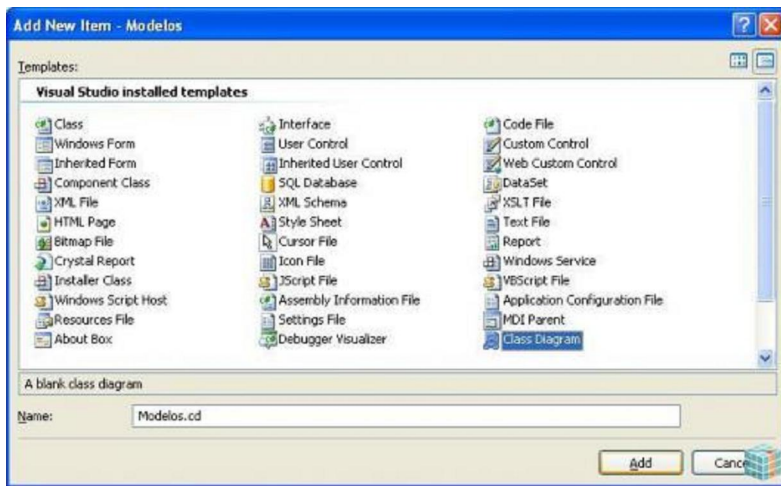 Add New Item - Modelos
Templates:
Visual Studio installed templates
Class
Interface
Code File
Windows Form
User Control
Custom Control
Inherited Form
Inherited User Control
Web Custom Control
Component Class
SQL Database
DataSet
XML File
XML Schema
XSLT File
HTML Page
Style Sheet
Text File
Bitmap File
Cursor File
Report
Crystal Report
Icon File
Windows Service
Installer Class
JScript File
VBScript File
Windows Script Host
Assembly Information File
Application Configuration File
Resources File
Settings File
MDI Parent
About Box
Debugger Visualizer
Class Diagram
A blank class diagram
Name: Modelos.cd
Add Cance